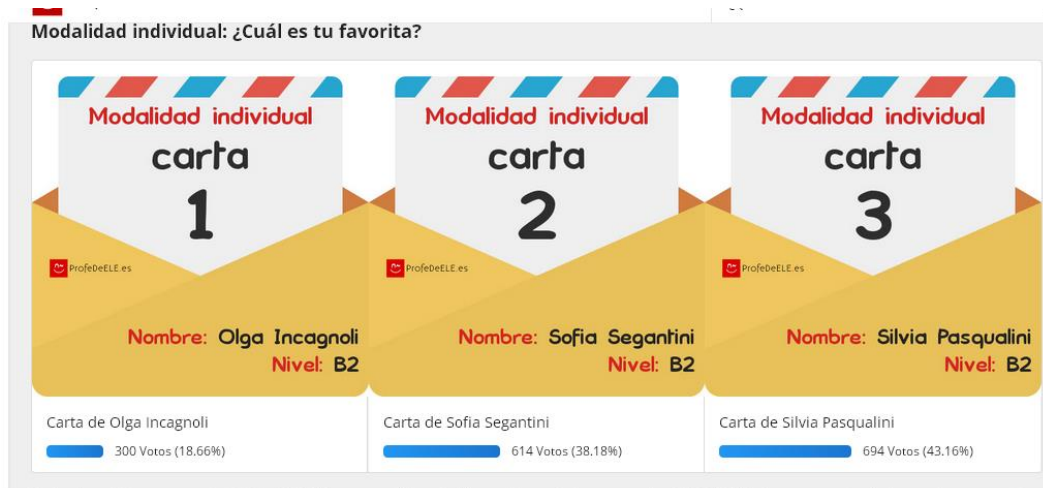 Modalidad individual: ¿Cuál es tu favorita?
Modalidad individual
carta
1
ProfeDeELE.es
Nombre: Olga Incagnoli
Nivel: B2
Carta de Olga Incagnoli
300 Votos (18.66%)
Modalidad individual
carta
2
ProfeDeELE.es
Nombre: Sofia Segantini
Nivel: B2
Carta de Sofia Segantini
614 Votos (38.18%)
Modalidad individual
carta
3
ProfeDeELE.es
Nombre: Silvia Pasqualini
Nivel: B2
Carta de Silvia Pasqualini
694 Votos (43.16%)